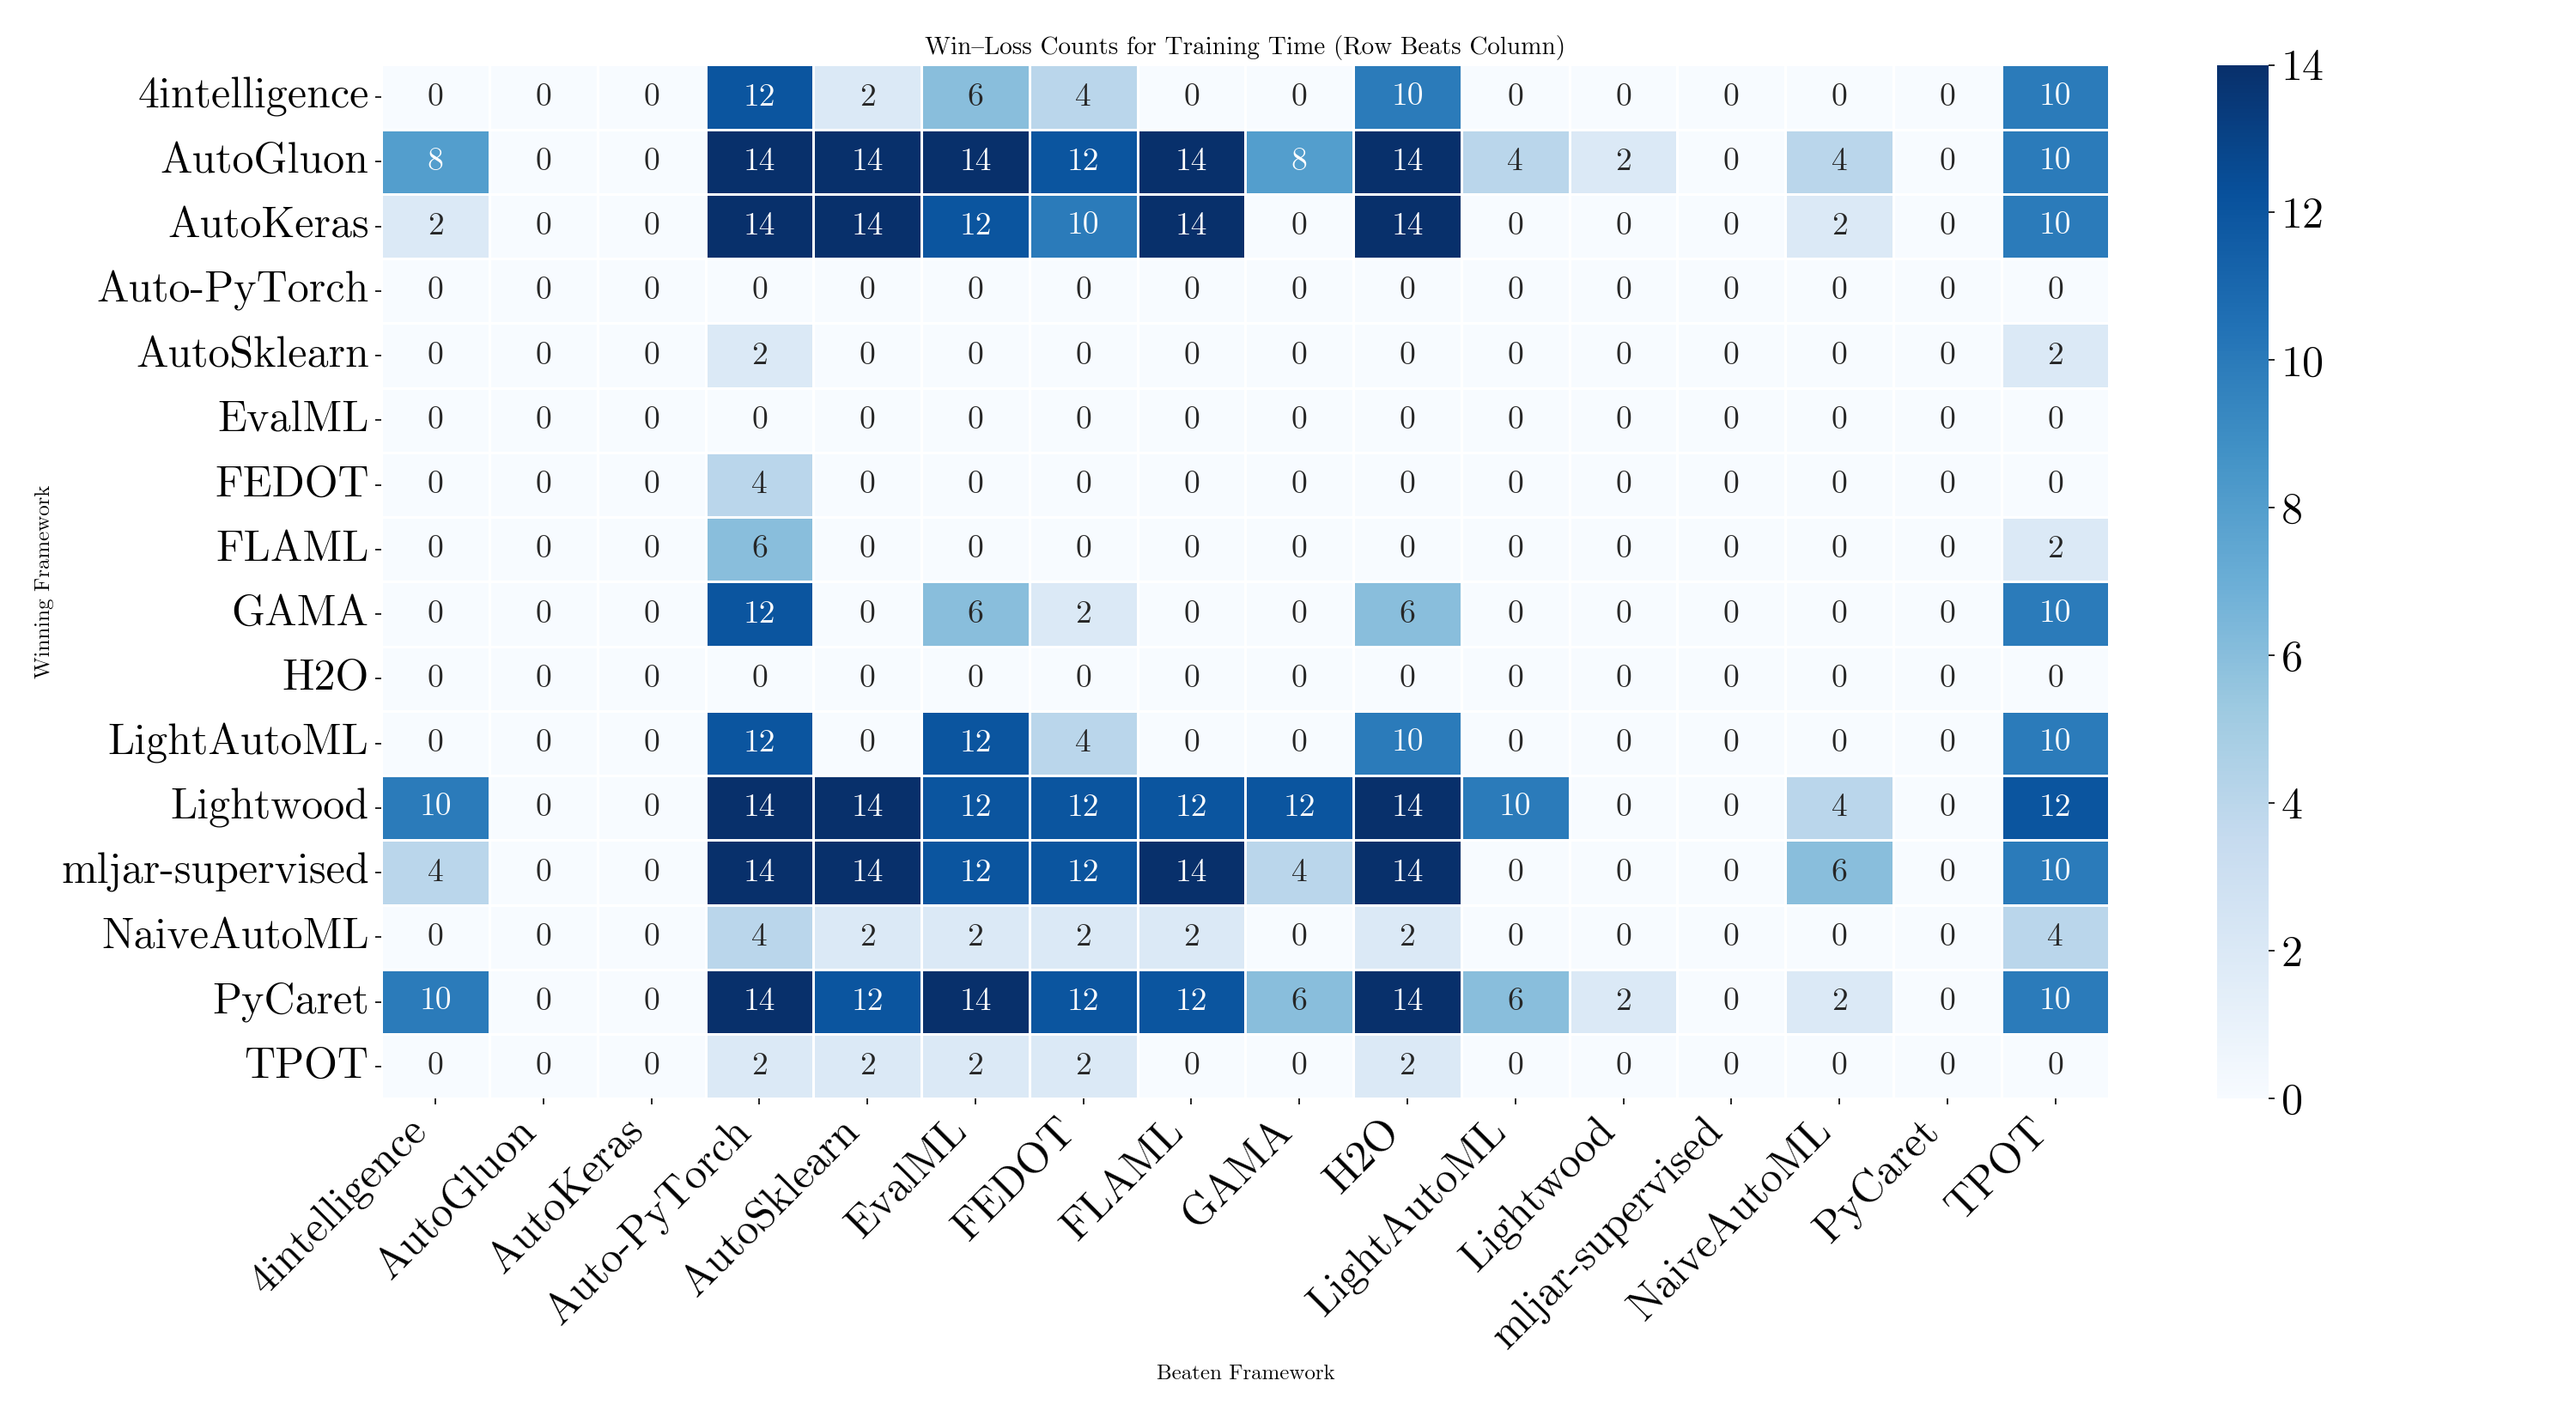 Win–Loss Counts for Training Time (Row Beats Column)
Winning Framework
4intelligence 0 0 0 12 2 6 4 0 0 10 0 0 0 0 0 10
AutoGluon 8 0 0 14 14 14 12 14 8 14 4 2 0 4 0 10
AutoKeras 2 0 0 14 14 12 10 14 0 14 0 0 0 2 0 10
Auto-PyTorch 0 0 0 0 0 0 0 0 0 0 0 0 0 0 0 0
AutoSklearn 0 0 0 2 0 0 0 0 0 0 0 0 0 0 0 2
EvalML 0 0 0 0 0 0 0 0 0 0 0 0 0 0 0 0
FEDOT 0 0 0 4 0 0 0 0 0 0 0 0 0 0 0 0
FLAML 0 0 0 6 0 0 0 0 0 0 0 0 0 0 0 2
GAMA 0 0 0 12 0 6 2 0 0 6 0 0 0 0 0 10
H2O 0 0 0 0 0 0 0 0 0 0 0 0 0 0 0 0
LightAutoML 0 0 0 12 0 12 4 0 0 10 0 0 0 0 0 10
Lightwood 10 0 0 14 14 12 12 12 12 14 10 0 0 4 0 12
mljar-supervised 4 0 0 14 14 12 12 14 4 14 0 0 0 6 0 10
NaiveAutoML 0 0 0 4 2 2 2 2 0 2 0 0 0 0 0 4
PyCaret 10 0 0 14 12 14 12 12 6 14 6 2 0 2 0 10
TPOT 0 0 0 2 2 2 2 0 0 2 0 0 0 0 0 0
4intelligence
AutoGluon
AutoKeras
Auto-PyTorch
AutoSklearn
EvalML
FEDOT
FLAML
GAMA
H2O
LightAutoML
Lightwood
mljar-supervised
NaiveAutoML
PyCaret
TPOT
Beaten Framework
14
12
10
8
6
4
2
0